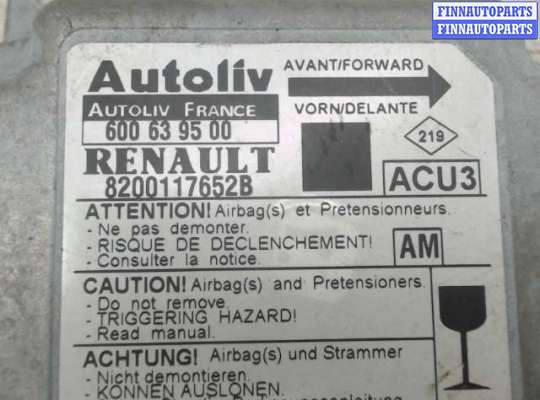 FINNAUTOPARTS
FINNAUTOPARTS
Autoliv
AVANT/FORWARD
AUTOLIV FRANCE
VORN/DELANTE
600 63 95 00
219
RENAULT
8200117652B
ACU3
ATTENTION! Airbag(s) et Pretensionneurs.
- Ne pas demonter.
- RISQUE DE DECLENCHEMENT!
- Consulter la notice.
AM
CAUTION! Airbag(s) and Pretensioners.
- Do not remove.
- TRIGGERING HAZARD!
- Read manual.
ACHTUNG! Airbag(s) und Strammer
- Nicht demontieren.
- KONNEN AUSLONEN.